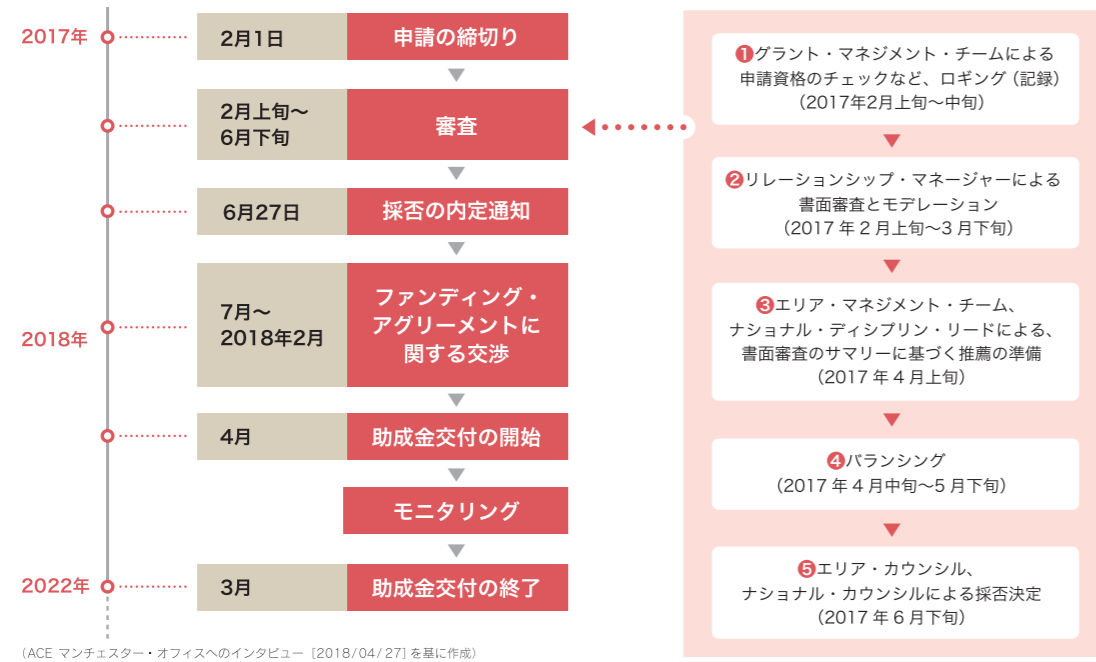 2017年
2月1日
申請の締切り
2月上旬〜
6月下旬
審査
6月27日
採否の内定通知
2018年
7月〜
2018年2月
ファンディング・
アグリーメントに
関する交渉
4月
助成金交付の開始
モニタリング
2022年
3月
助成金交付の終了
❶グラント・マネジメント・チームによる
申請資格のチェックなど、ロギング（記録）
（2017年2月上旬〜中旬）
❷リレーションシップ・マネージャーによる
書面審査とモデレーション
（2017年2月上旬〜3月下旬）
❸エリア・マネジメント・チーム、
ナショナル・ディシプリン・リードによる、
書面審査のサマリーに基づく推薦の準備
（2017年4月上旬）
❹バランシング
（2017年4月中旬〜5月下旬）
❺エリア・カウンシル、
ナショナル・カウンシルによる採否決定
（2017年6月下旬）
（ACE マンチェスター・オフィスへのインタビュー［2018/04/27］を基に作成）